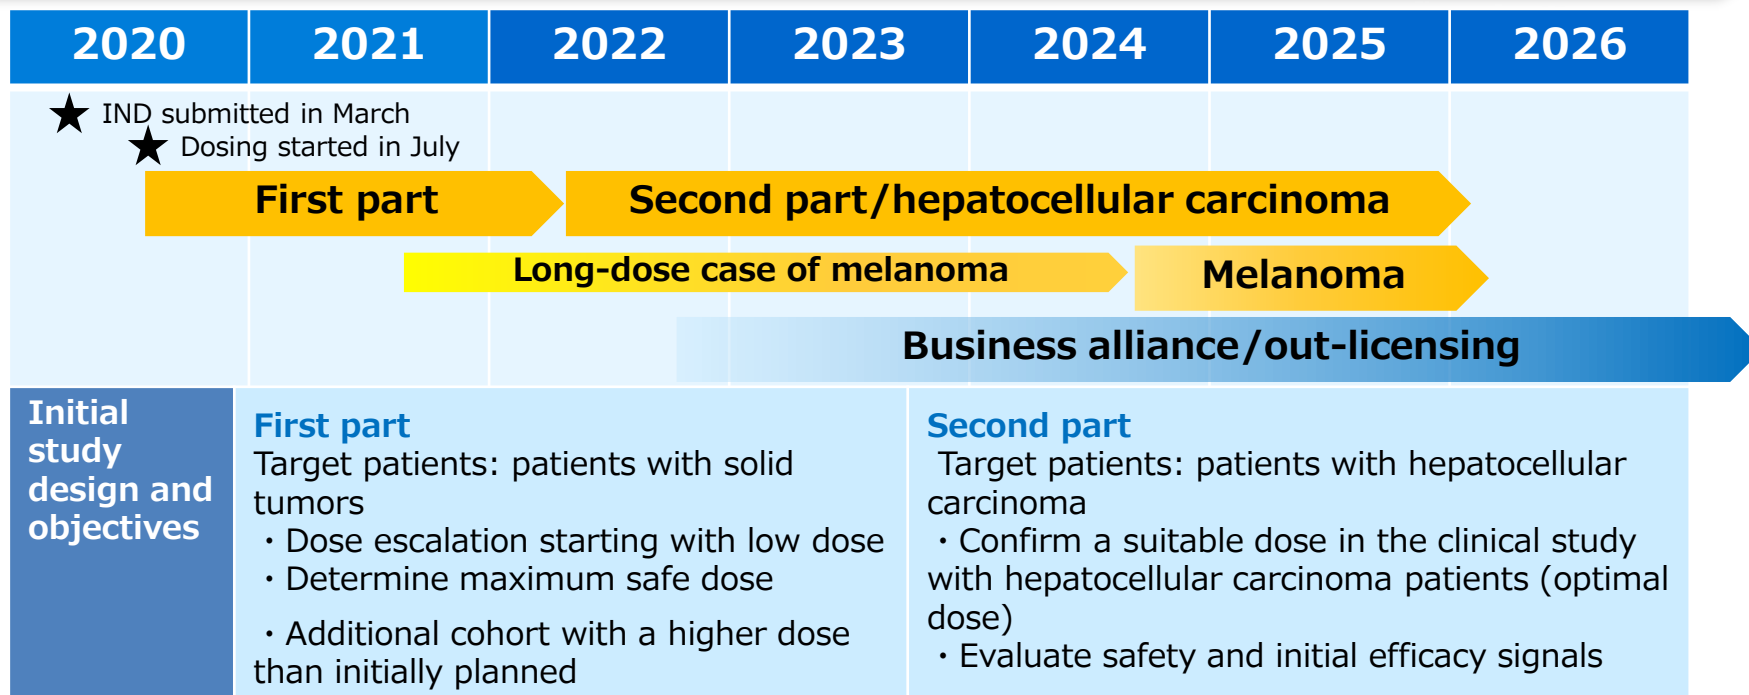 2020 2021 2022 2023 2024 2025 2026
IND submitted in March
Dosing started in July
First part
Second part/hepatocellular carcinoma
Long-dose case of melanoma
Melanoma
Business alliance/out-licensing
Initial
study
design and
objectives
First part
Target patients: patients with solid
tumors
・Dose escalation starting with low dose
・Determine maximum safe dose
・Additional cohort with a higher dose
than initially planned
Second part
Target patients: patients with hepatocellular
carcinoma
・Confirm a suitable dose in the clinical study
with hepatocellular carcinoma patients (optimal
dose)
・Evaluate safety and initial efficacy signals